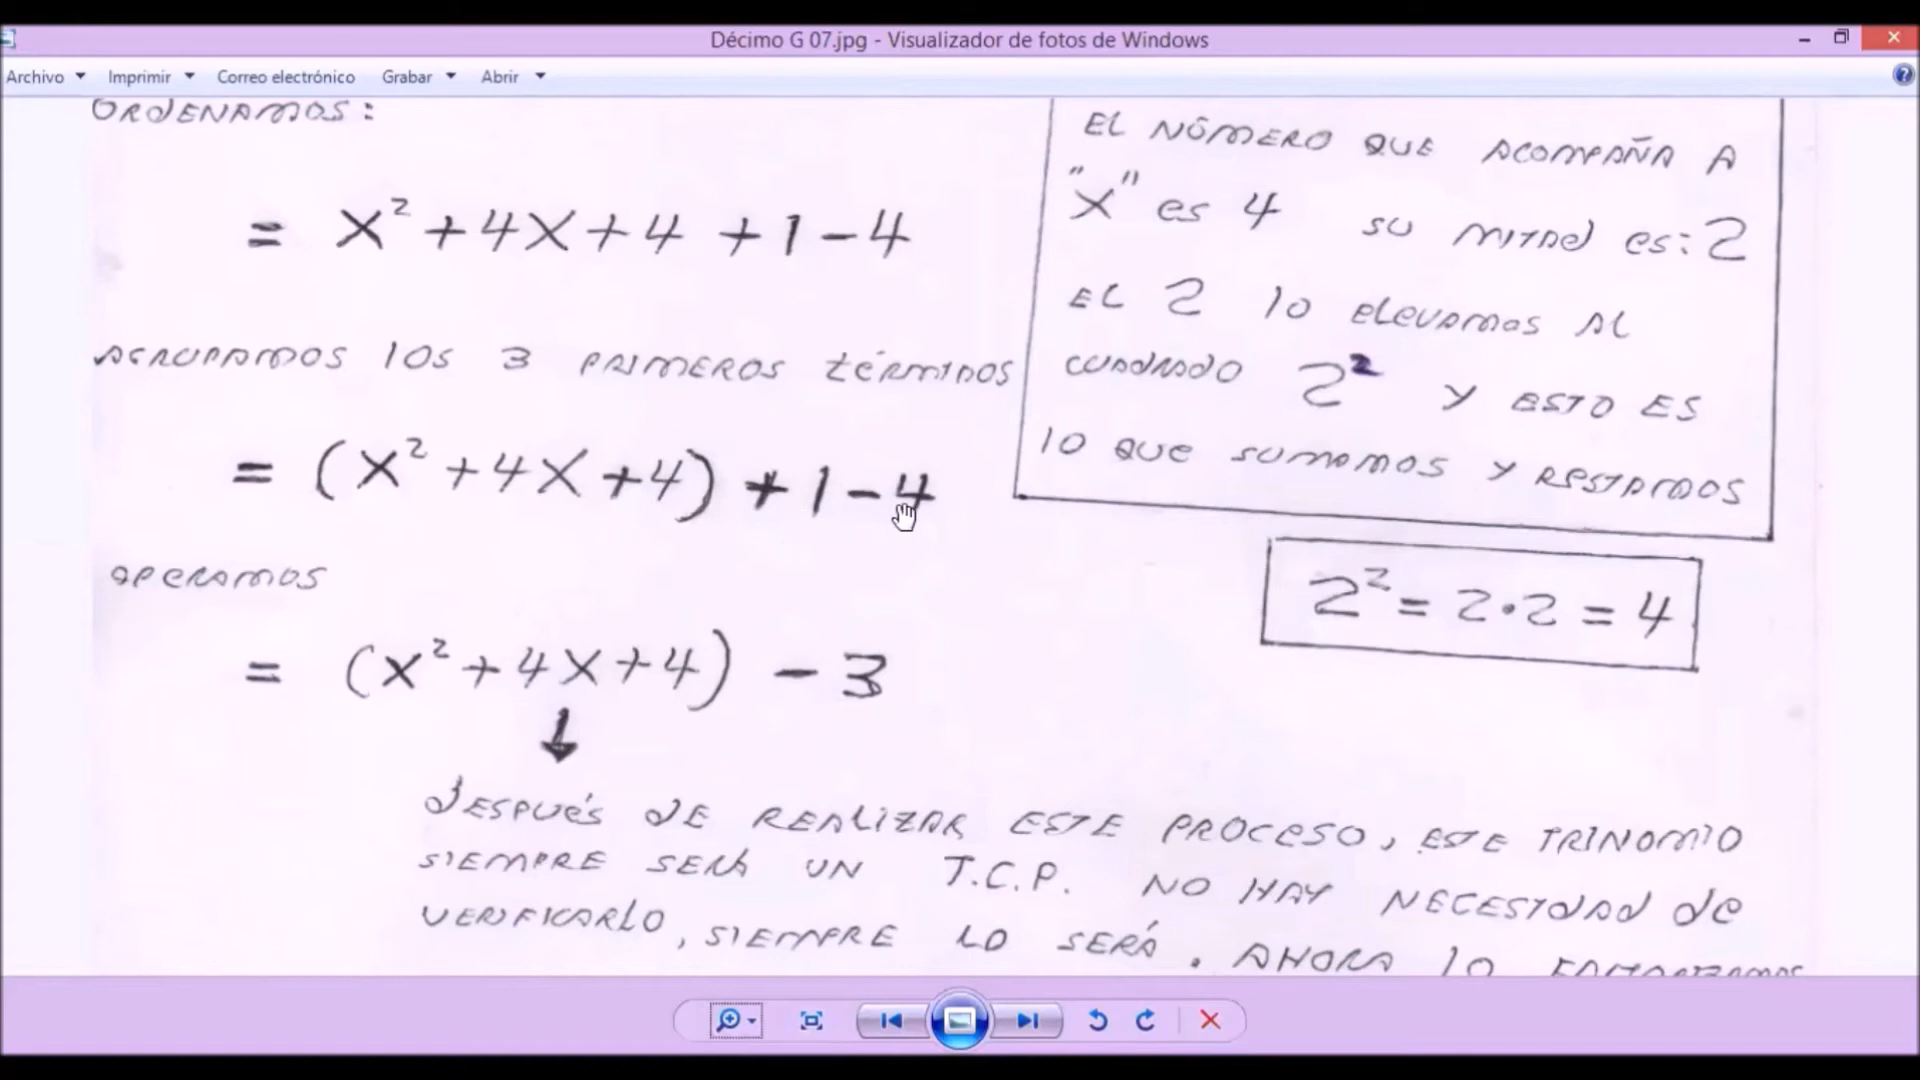 Décimo G 07.jpg - Visualizador de fotos de Windows
Archivo Imprimir Correo electrónico Grabar Abrir
ORDENAMOS:
= x² + 4x + 4 + 1 - 4
AGRUPAMOS LOS 3 PRIMEROS TÉRMINOS
= (x² + 4x + 4) + 1 - 4
OPERAMOS
= (x² + 4x + 4) - 3
EL NÚMERO QUE ACOMPAÑA A
"X" es 4 su mitad es: 2
EL 2 lo elevamos AL
cuadrado 2² y ESTO ES
lo que sumamos y RESTAMOS
2² = 2·2 = 4
DESPUÉS DE REALIZAR ESTE PROCESO, ESTE TRINOMIO
SIEMPRE SERÁ UN T.C.P. NO HAY NECESIDAD de
VERIFICARLO, SIEMPRE LO SERÁ. AHORA lo